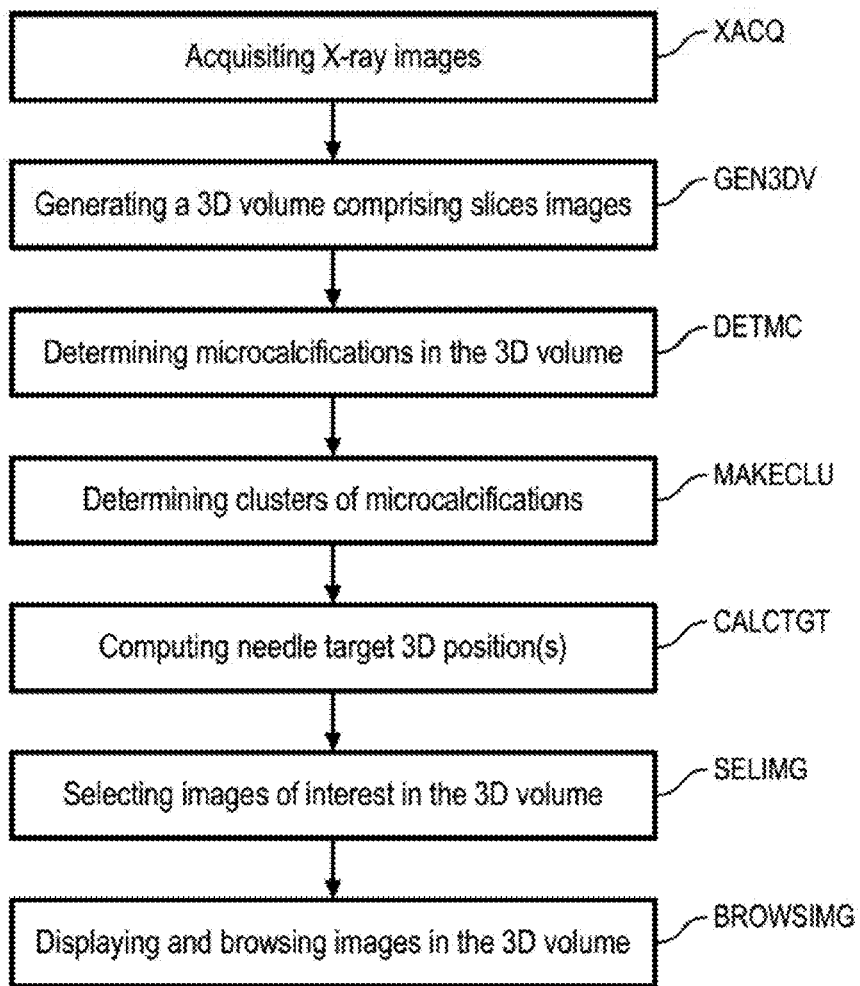 Acquisiting X-ray images
XACQ
Generating a 3D volume comprising slices images
GEN3DV
Determining microcalcifications in the 3D volume
DETMC
Determining clusters of microcalcifications
MAKECLU
Computing needle target 3D position(s)
CALCTGT
Selecting images of interest in the 3D volume
SELIMG
Displaying and browsing images in the 3D volume
BROWSIMG